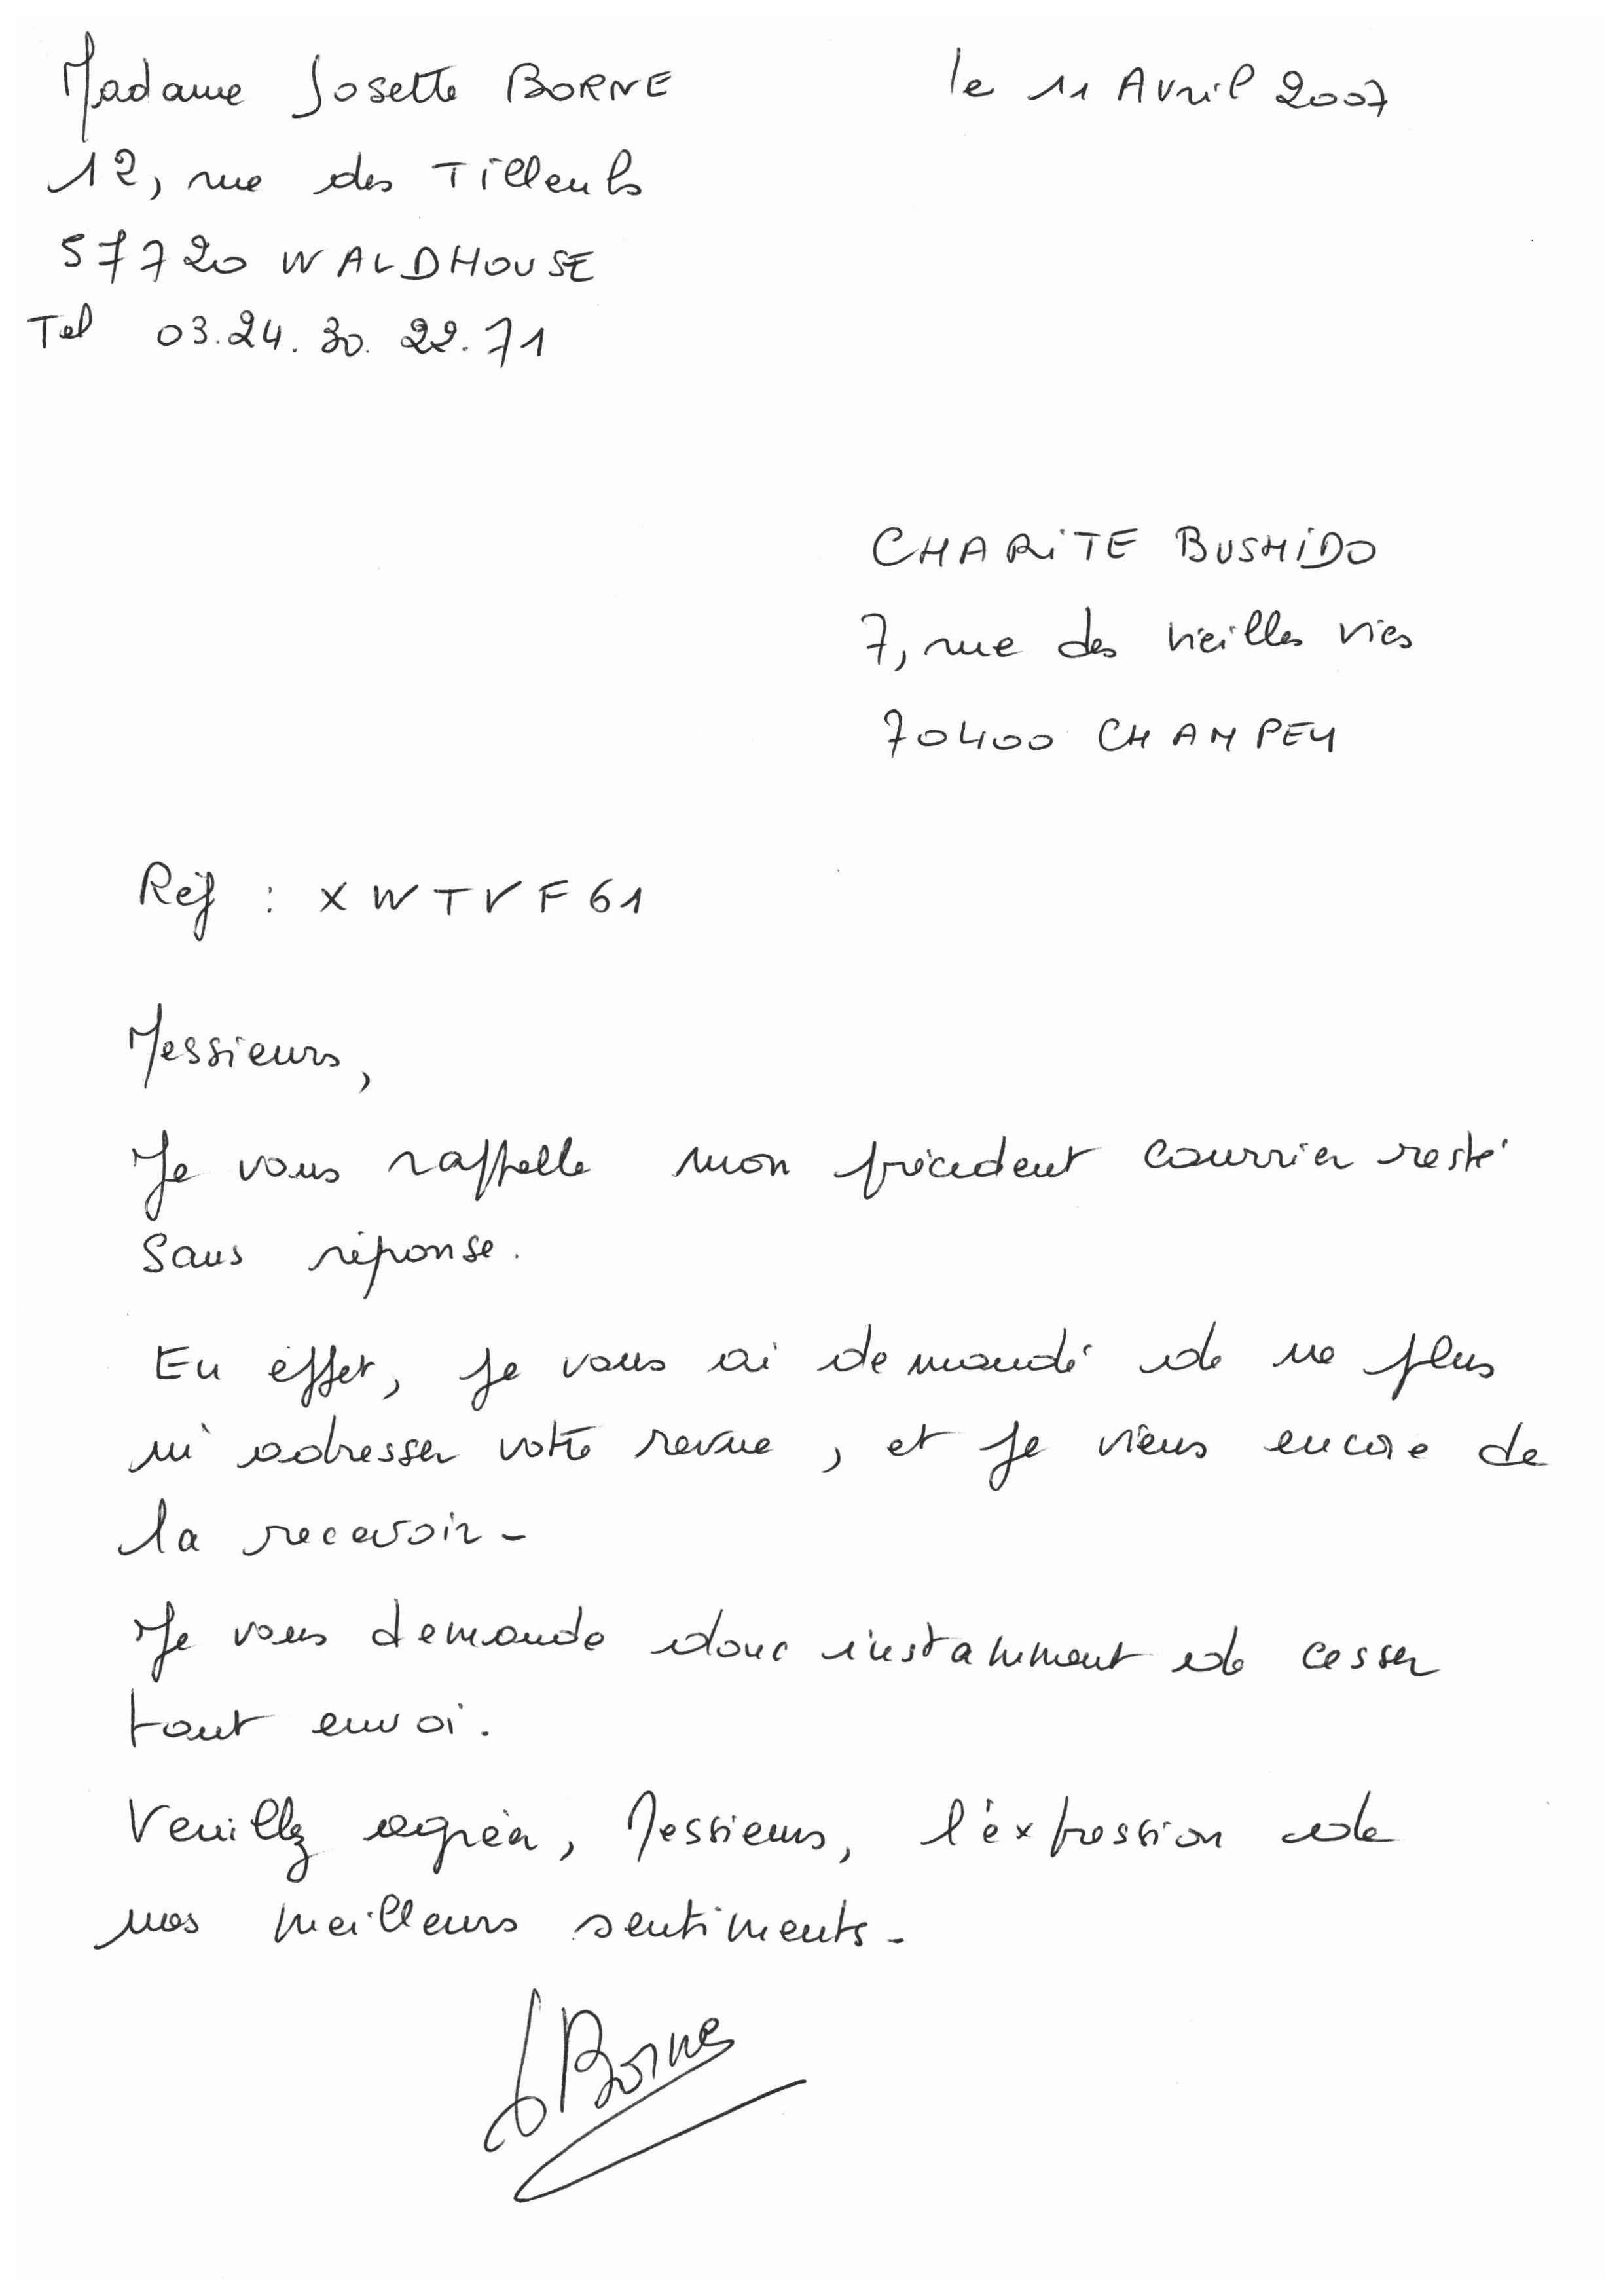 Madame Josette BORNE
le 11 Avril 2007
12, rue des Tilleuls
57720 WALDHOUSE
Tel 03.24.30.22.71
CHARITE BUSHIDO
7, rue des vieilles vies
70400 CHAMPEY
Réf : XWTVF61
Messieurs,
Je vous rappelle mon précédent courrier resté
sans réponse.
En effet, je vous ai demandé de ne plus
m'adresser votre revue, et je viens encore de
la recevoir -
Je vous demande donc instamment de cesser
tout envoi.
Veuillez agréer, Messieurs, l'éxpression de
mes meilleurs sentiments -
JBorne